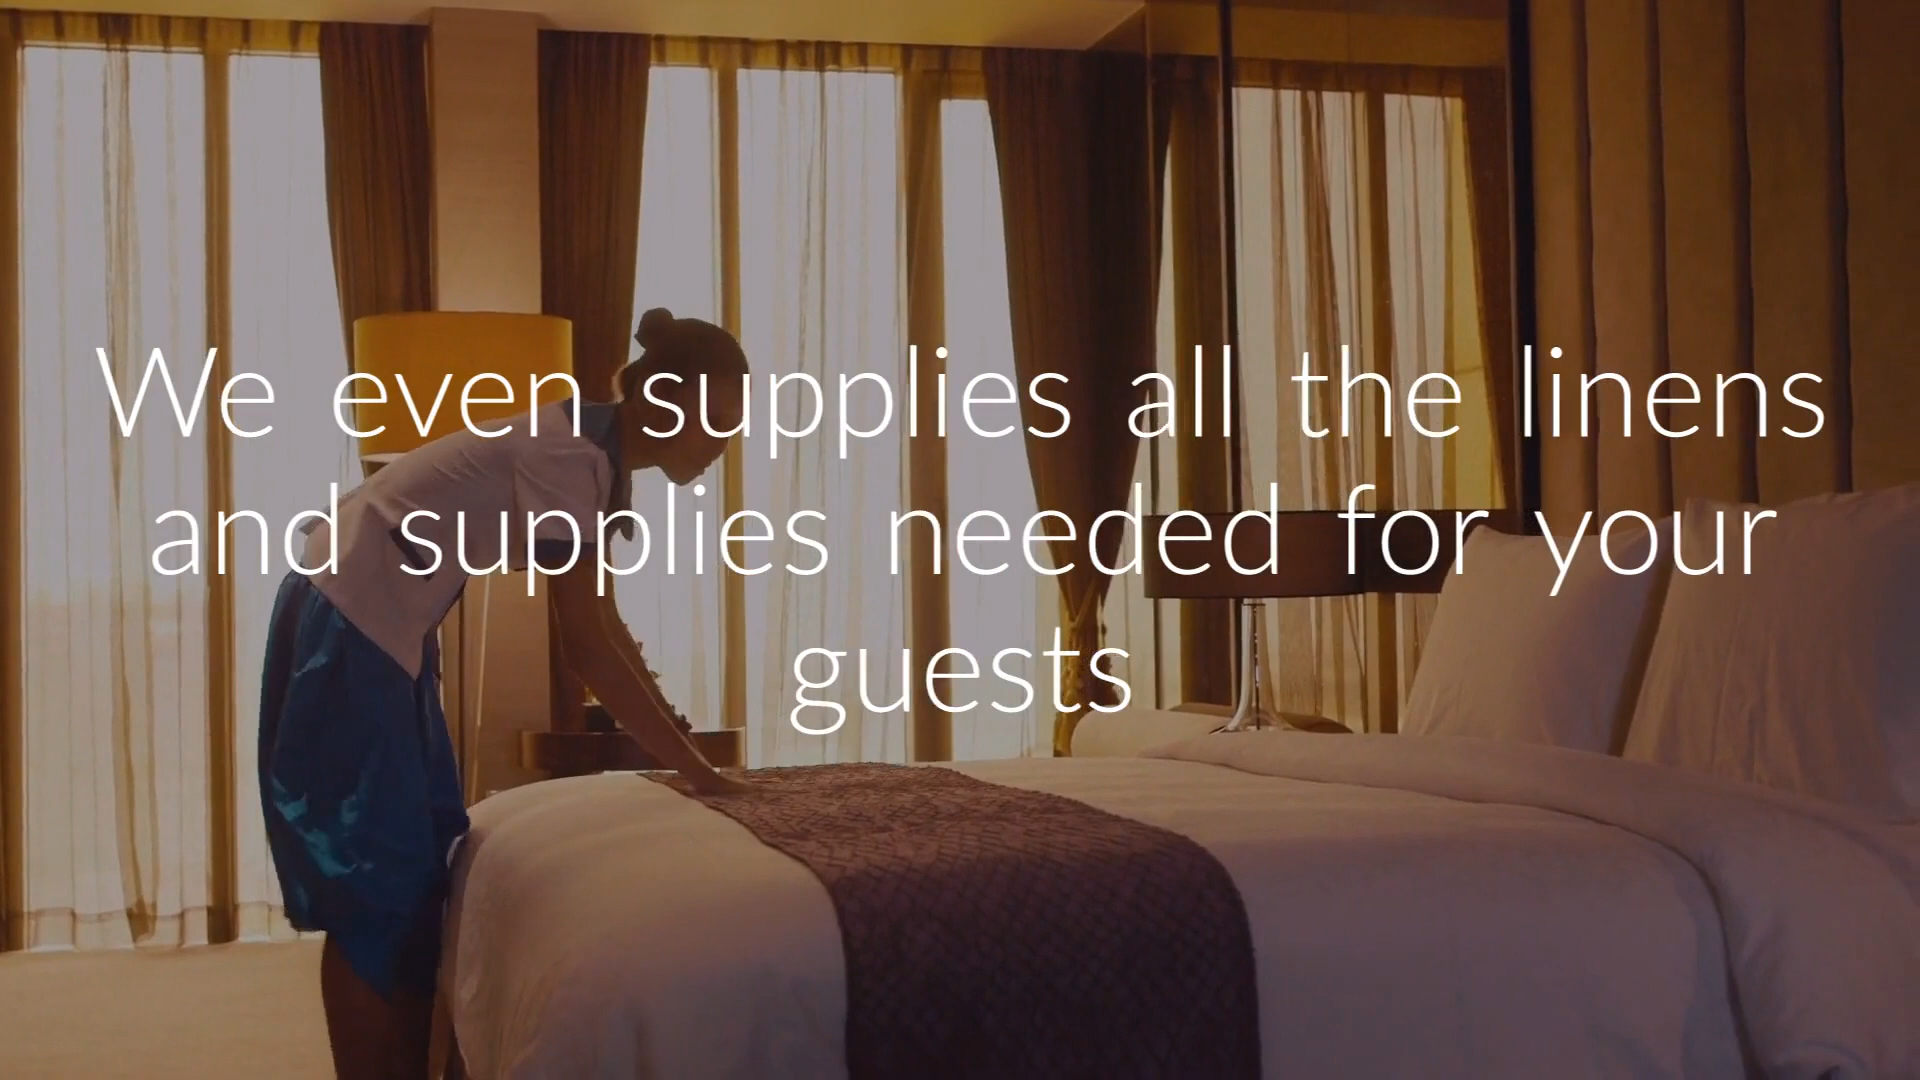 We even supplies all the linens
and supplies needed for your
guests